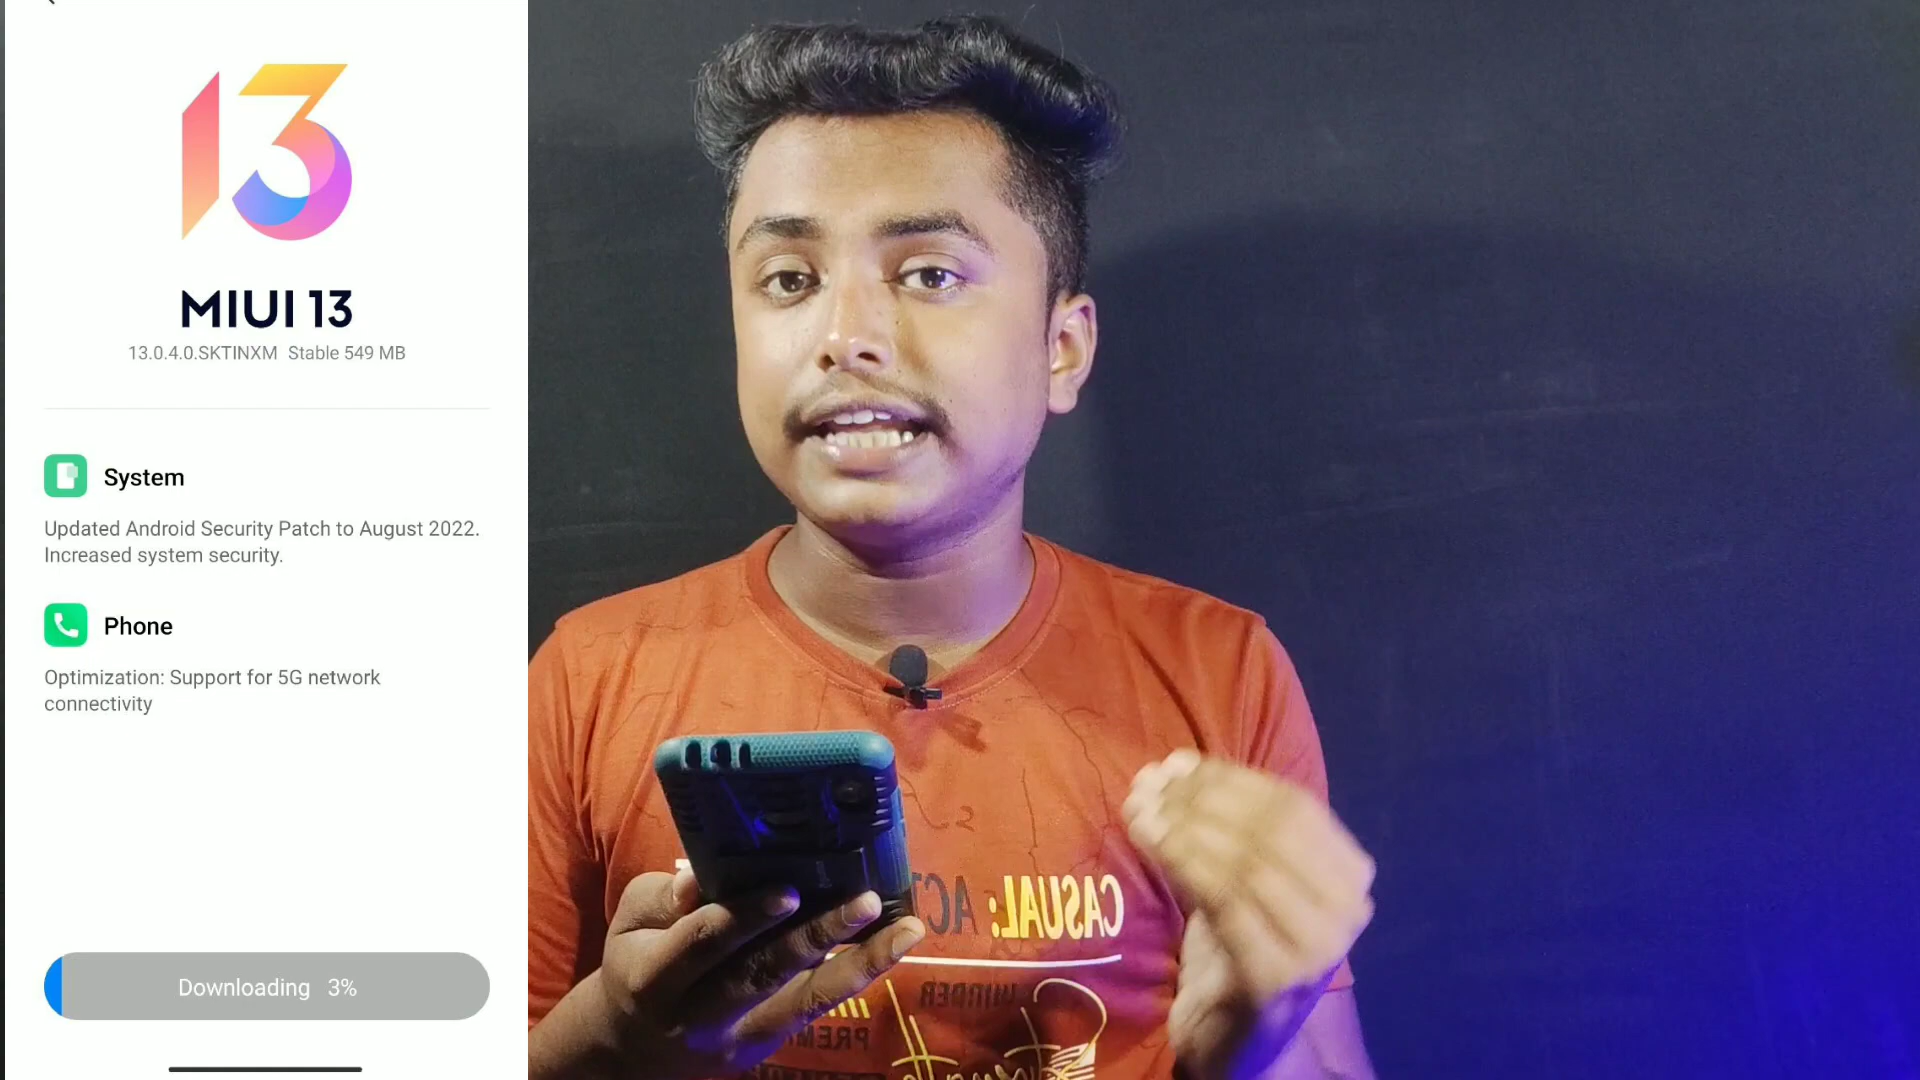 13
MIUI 13
13.0.4.0.SKTINXM Stable 549 MB
System
Updated Android Security Patch to August 2022.
Increased system security.
Phone
Optimization: Support for 5G network
connectivity
Downloading 3%
CASUAL: AC